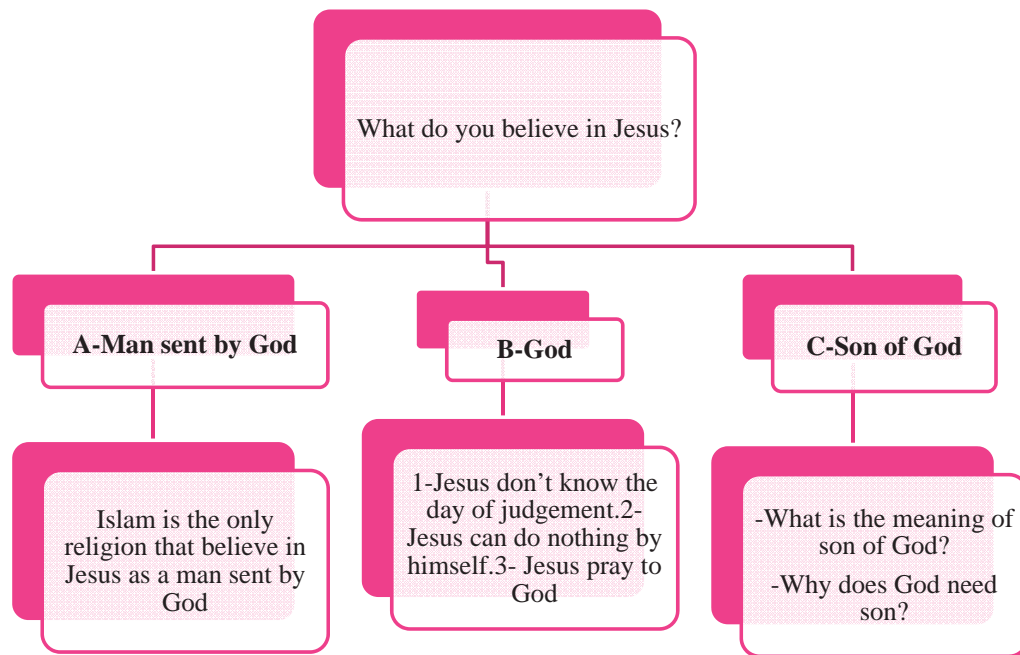 What do you believe in Jesus?
A-Man sent by God
B-God
C-Son of God
Islam is the only
religion that believe in
Jesus as a man sent by
God
1-Jesus don’t know the
day of judgement.2-
Jesus can do nothing by
himself.3- Jesus pray to
God
-What is the meaning of
son of God?
-Why does God need
son?